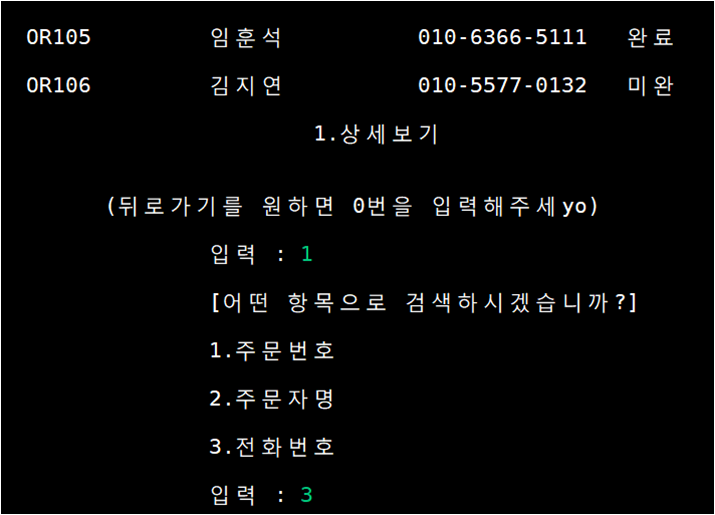 OR105 임훈석 010-6366-5111 완료
OR106 김지연 010-5577-0132 미완
1.상세보기
(뒤로가기를 원하면 0번을 입력해주세yo)
입력 : 1
[어떤 항목으로 검색하시겠습니까?]
1.주문번호
2.주문자명
3.전화번호
입력 : 3